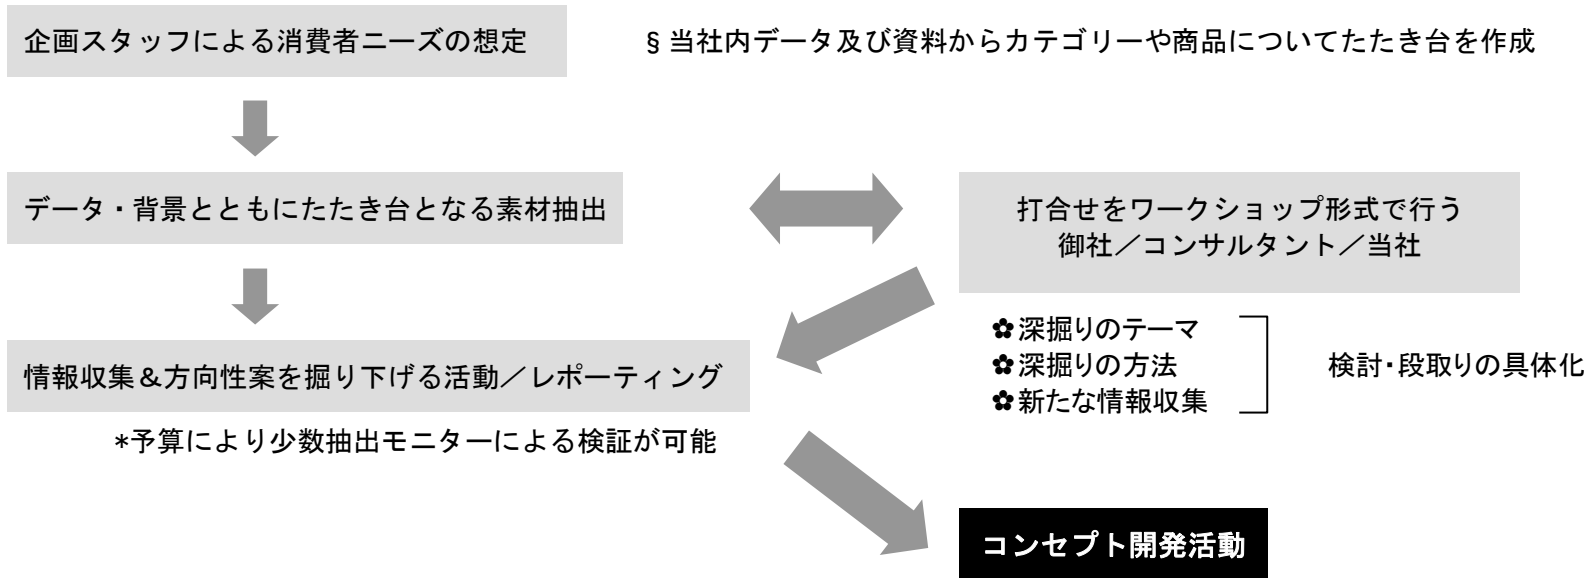 企画スタッフによる消費者ニーズの想定
§当社内データ及び資料からカテゴリーや商品についてたたき台を作成
データ・背景とともにたたき台となる素材抽出
打合せをワークショップ形式で行う
御社／コンサルタント／当社
✿深掘りのテーマ
✿深掘りの方法
✿新たな情報収集
検討・段取りの具体化
情報収集＆方向性案を掘り下げる活動／レポーティング
*予算により少数抽出モニターによる検証が可能
コンセプト開発活動